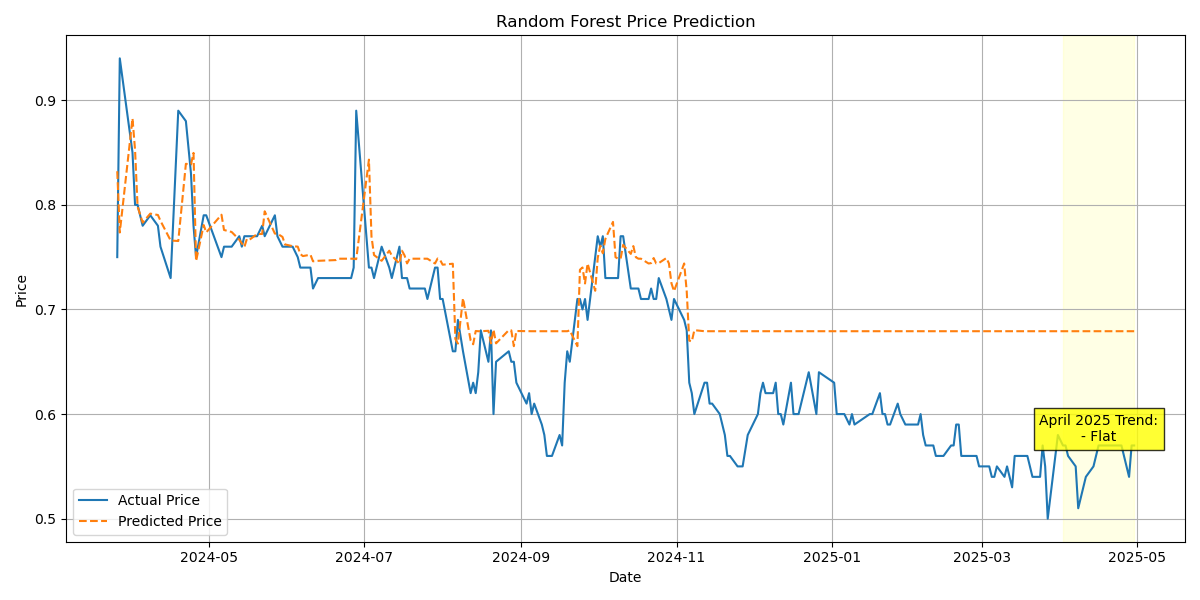 Random Forest Price Prediction
Price
0.9
0.8
0.7
0.6
0.5
April 2025 Trend:
- Flat
Actual Price
Predicted Price
2024-05
2024-07
2024-09
2024-11
2025-01
2025-03
2025-05
Date